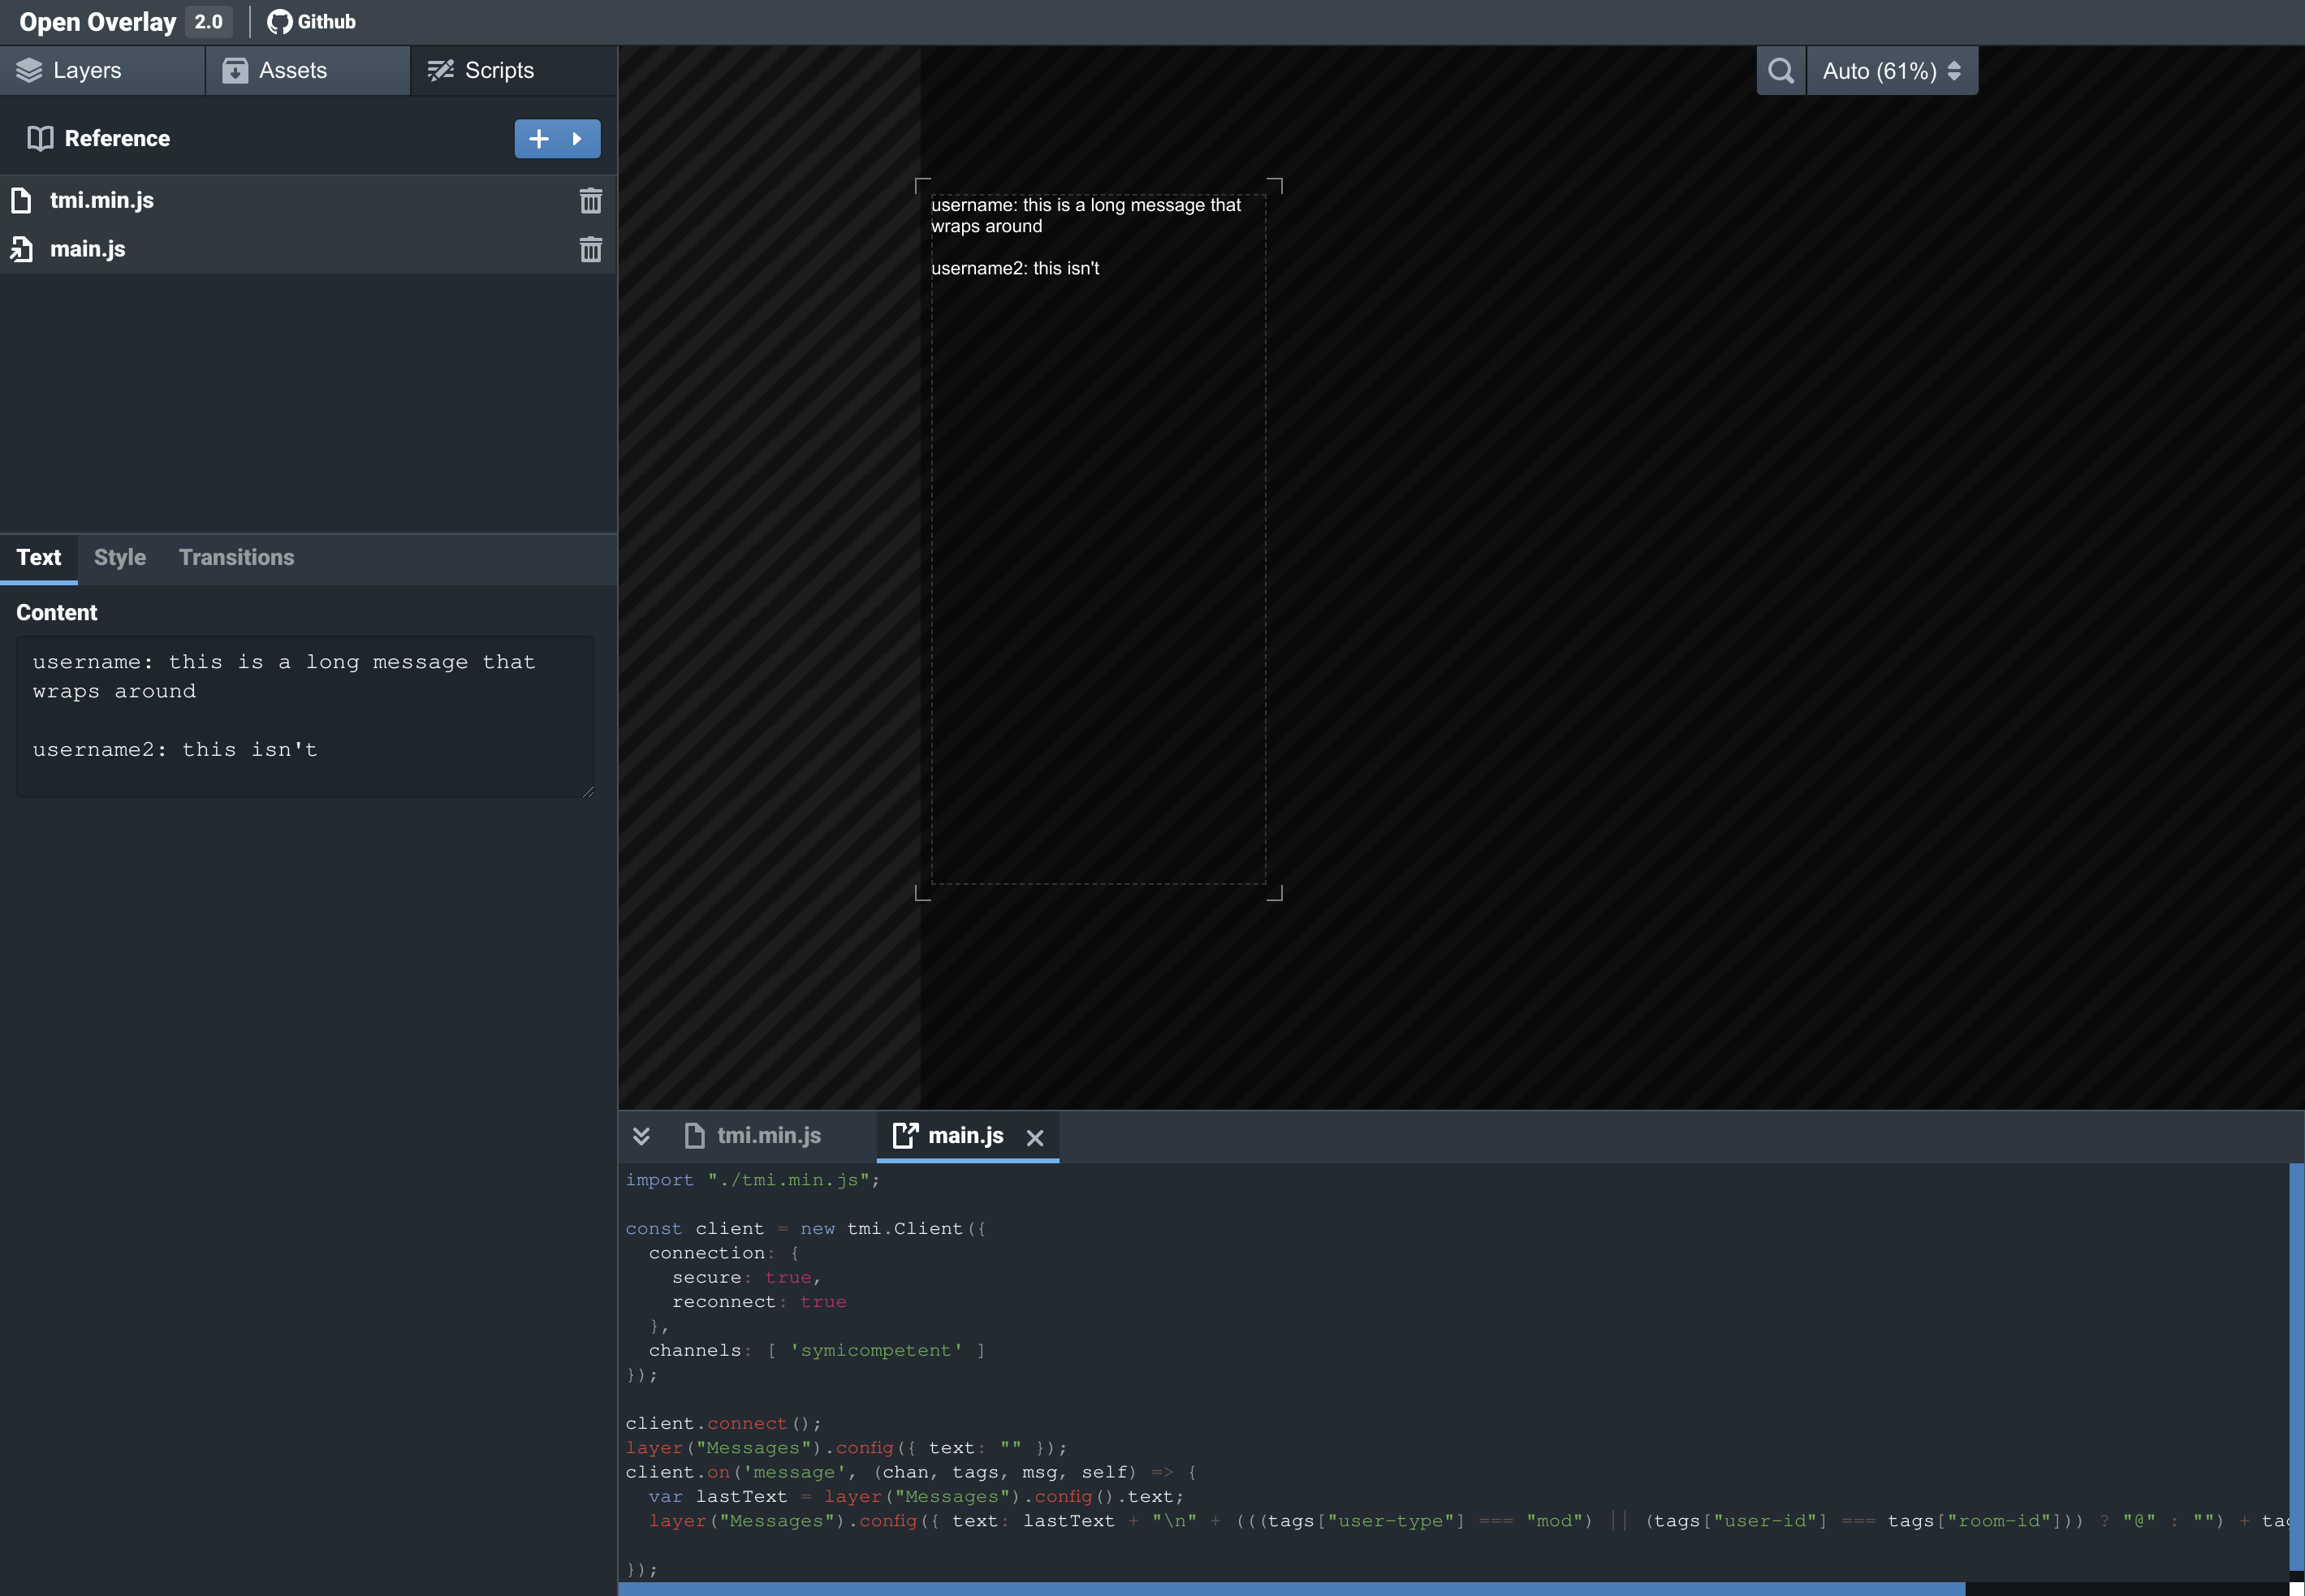 Open Overlay 2.0 Github
Layers Assets Scripts
Auto (61%)
Reference
tmi.min.js
main.js
username: this is a long message that
wraps around
username2: this isn't
Text Style Transitions
Content
username: this is a long message that
wraps around
username2: this isn't
tmi.min.js main.js
import "./tmi.min.js";
const client = new tmi.Client({
connection: {
secure: true,
reconnect: true
},
channels: [ 'symicompetent' ]
});
client.connect();
layer("Messages").config({ text: "" });
client.on('message', (chan, tags, msg, self) => {
var lastText = layer("Messages").config().text;
layer("Messages").config({ text: lastText + "\n" + (((tags["user-type"] === "mod") || (tags["user-id"] === tags["room-id"])) ? "@" : "") +
});